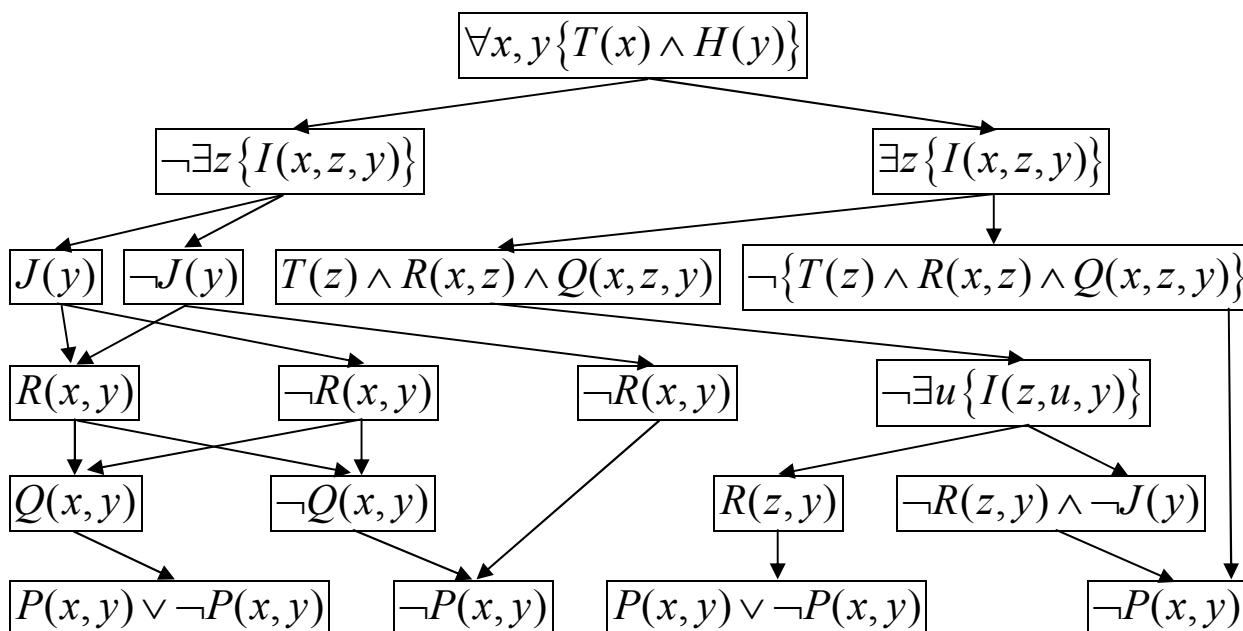 ∀x, y{T(x) ∧ H(y)}
¬∃z{I(x, z, y)} ∃z{I(x, z, y)}
J(y) ¬J(y) T(z) ∧ R(x, z) ∧ Q(x, z, y) ¬{T(z) ∧ R(x, z) ∧ Q(x, z, y)}
R(x, y) ¬R(x, y) ¬R(x, y) ¬∃u{I(z, u, y)}
Q(x, y) ¬Q(x, y) R(z, y) ¬R(z, y) ∧ ¬J(y)
P(x, y) ∨ ¬P(x, y) ¬P(x, y) P(x, y) ∨ ¬P(x, y) ¬P(x, y)